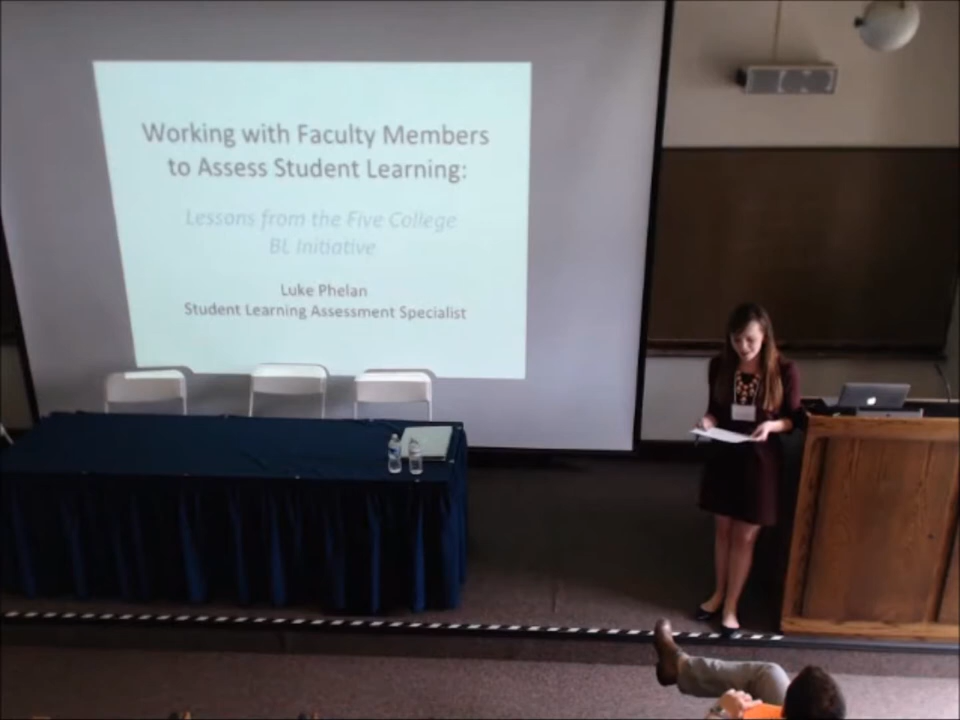 Working with Faculty Members
to Assess Student Learning:
Lessons from the Five College
BL Initiative
Luke Phelan
Student Learning Assessment Specialist